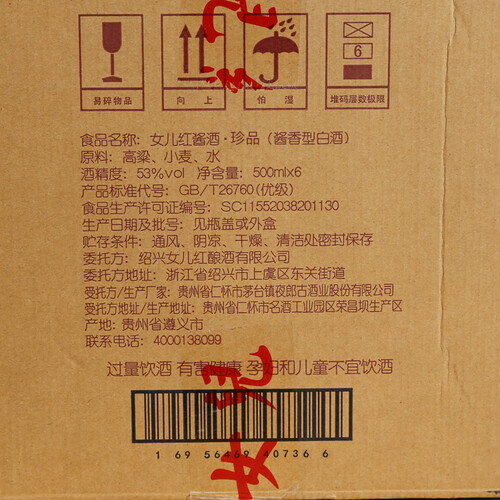 易碎物品 向上 怕湿 堆码层数极限
6
食品名称：女儿红酱酒·珍品（酱香型白酒）
原料：高粱、小麦、水
酒精度：53%vol 净含量：500mlx6
产品标准代号：GB/T26760(优级)
食品生产许可证编号：SC11552038201130
生产日期及批号：见瓶盖或外盒
贮存条件：通风、阴凉、干燥、清洁处密封保存
委托方：绍兴女儿红酿酒有限公司
委托方地址：浙江省绍兴市上虞区东关街道
受托方/生产厂家：贵州省仁怀市茅台镇夜郎古酒业股份有限公司
受托方/生产地址：贵州省仁怀市名酒工业园区荣昌坝生产区
产地：贵州省遵义市
联系电话：4000138099
过量饮酒 有害健康 孕妇和儿童不宜饮酒
1 69 56469 40736 6
女儿